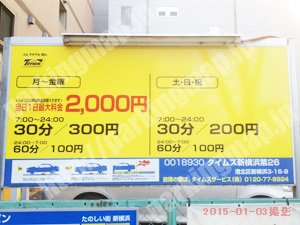 Times
月～金曜
当日1日最大料金 2,000円
7:00～24:00
30分/300円
24:00～7:00
60分/100円
土・日・祝
7:00～24:00
30分/200円
24:00～7:00
60分/100円
0018930 タイムズ新横浜第26
港北区新横浜3-18-9
タイムズサービス(株) 0120-77-8924
たのしい街 新横浜
2015-01-03撮影